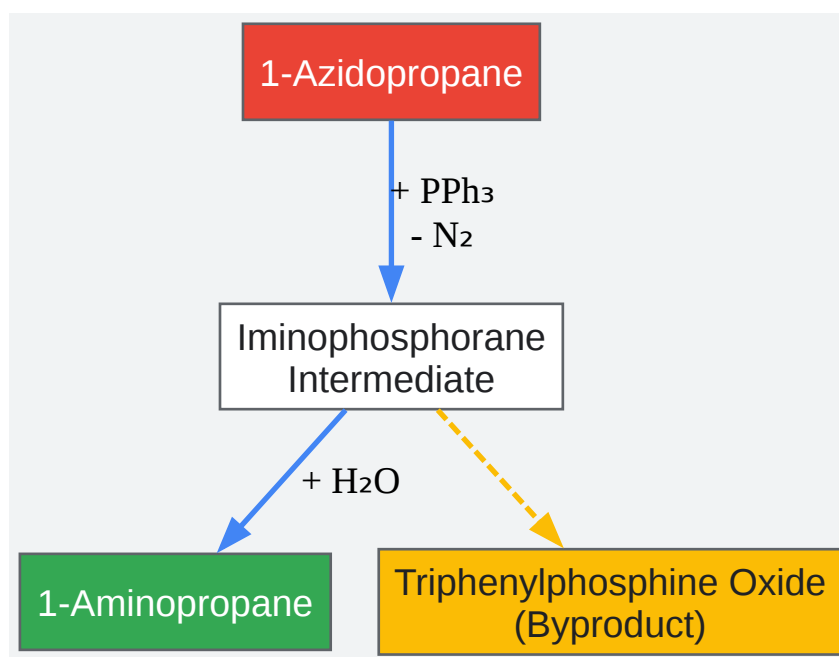 1-Azidopropane
+ PPh₃
- N₂
Iminophosphorane
Intermediate
+ H₂O
1-Aminopropane
Triphenylphosphine Oxide
(Byproduct)